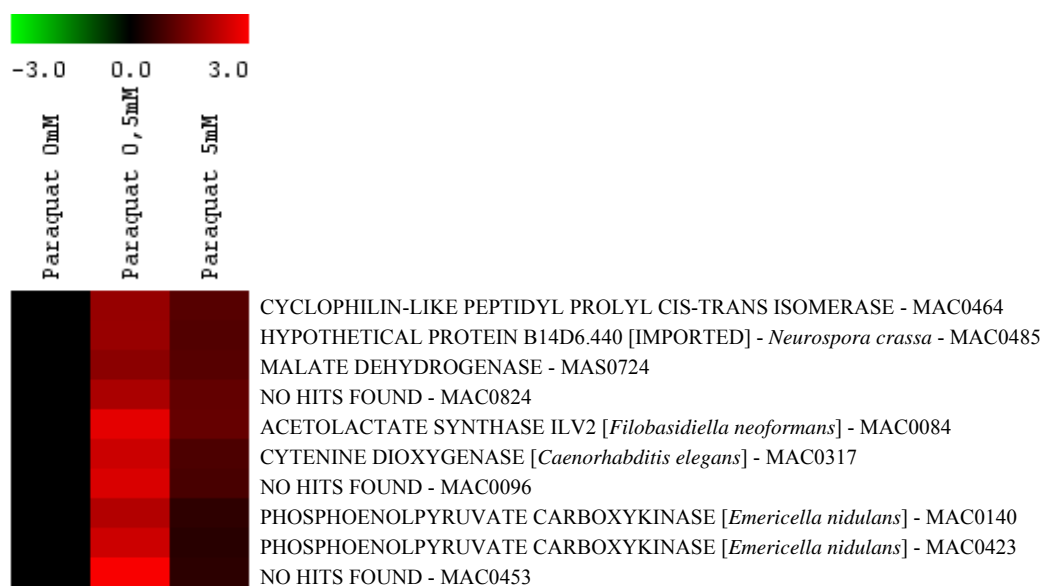 -3.0 0.0 3.0
Paraquat 0mM
Paraquat 0,5mM
Paraquat 5mM
CYCLOPHILIN-LIKE PEPTIDYL PROLYL CIS-TRANS ISOMERASE - MAC0464
HYPOTHETICAL PROTEIN B14D6.440 [IMPORTED] - Neurospora crassa - MAC0485
MALATE DEHYDROGENASE - MAS0724
NO HITS FOUND - MAC0824
ACETOLACTATE SYNTHASE ILV2 [Filobasidiella neoformans] - MAC0084
CYTENINE DIOXYGENASE [Caenorhabditis elegans] - MAC0317
NO HITS FOUND - MAC0096
PHOSPHOENOLPYRUVATE CARBOXYKINASE [Emericella nidulans] - MAC0140
PHOSPHOENOLPYRUVATE CARBOXYKINASE [Emericella nidulans] - MAC0423
NO HITS FOUND - MAC0453